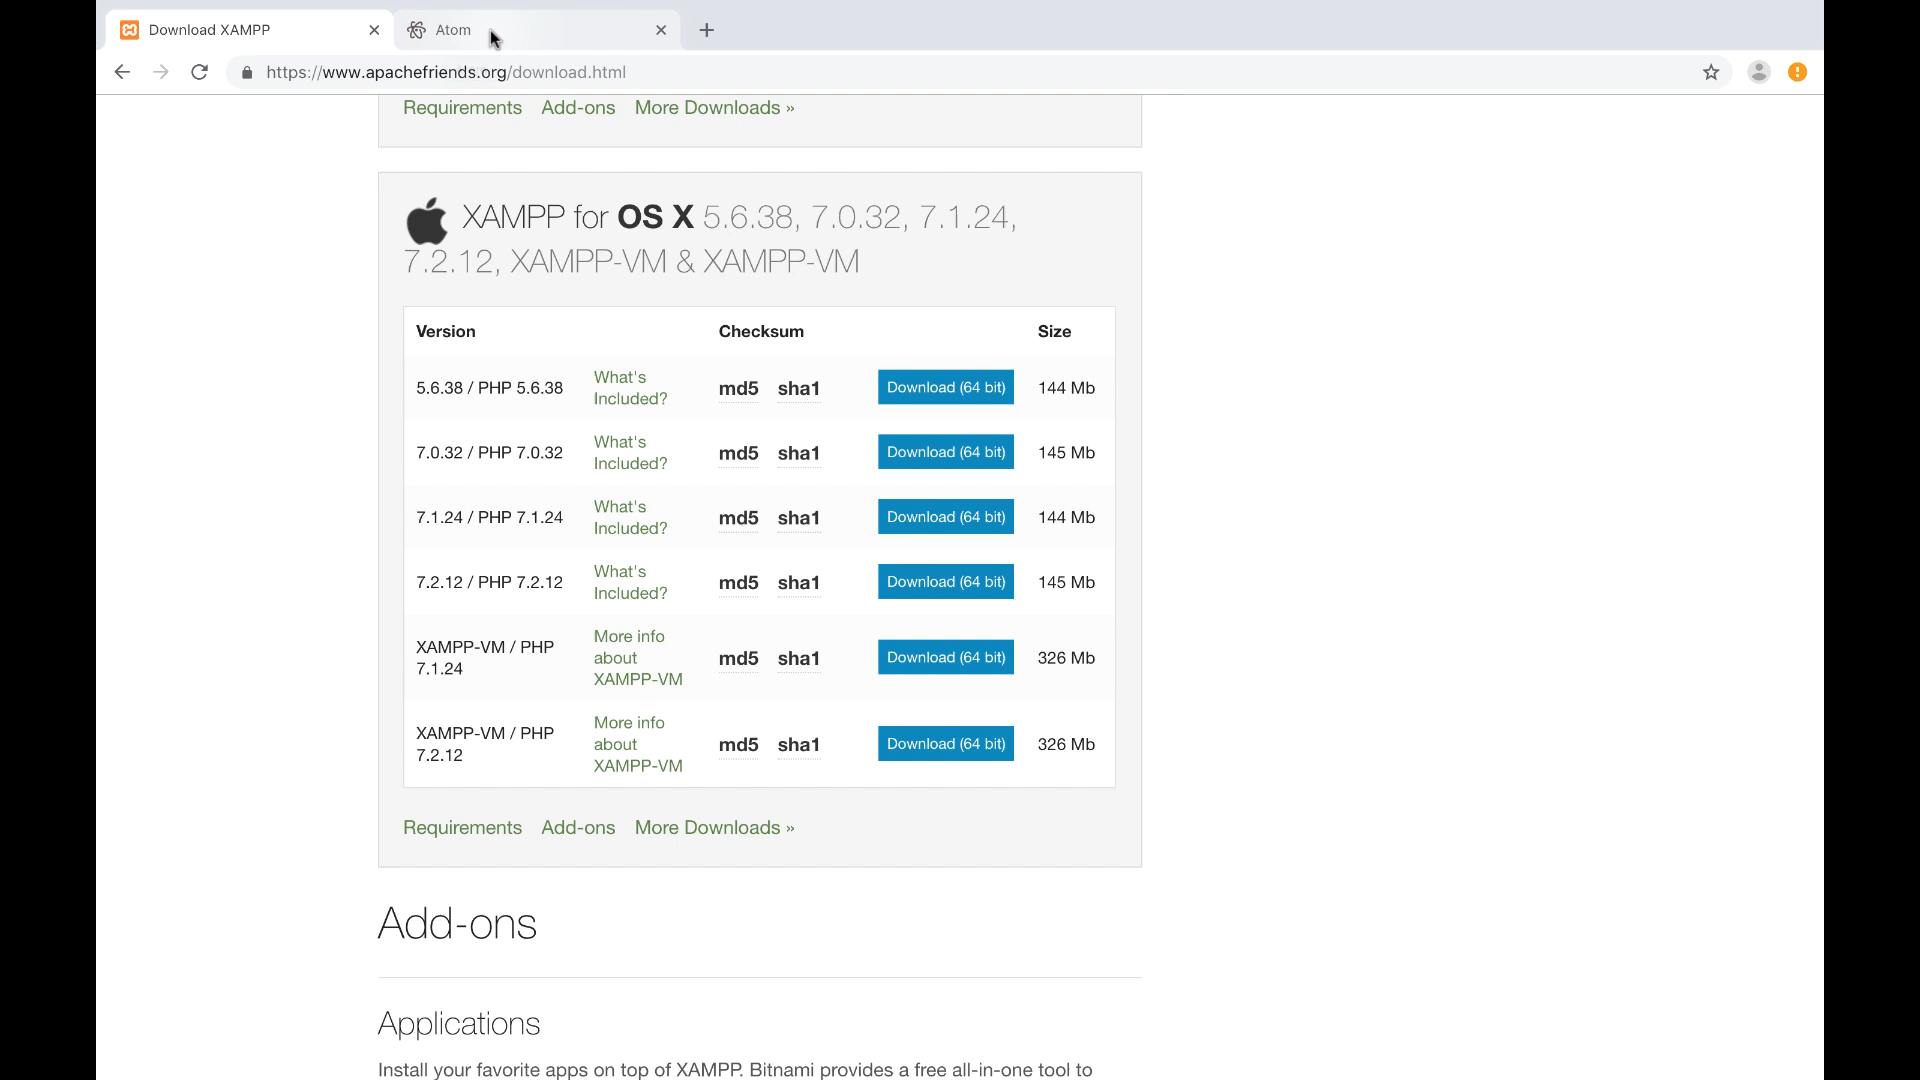 Download XAMPP
Atom
https://www.apachefriends.org/download.html
Requirements Add-ons More Downloads »
XAMPP for OS X 5.6.38, 7.0.32, 7.1.24,
7.2.12, XAMPP-VM & XAMPP-VM
Version Checksum Size
5.6.38 / PHP 5.6.38 What's Included? md5 sha1 Download (64 bit) 144 Mb
7.0.32 / PHP 7.0.32 What's Included? md5 sha1 Download (64 bit) 145 Mb
7.1.24 / PHP 7.1.24 What's Included? md5 sha1 Download (64 bit) 144 Mb
7.2.12 / PHP 7.2.12 What's Included? md5 sha1 Download (64 bit) 145 Mb
XAMPP-VM / PHP 7.1.24 More info about XAMPP-VM md5 sha1 Download (64 bit) 326 Mb
XAMPP-VM / PHP 7.2.12 More info about XAMPP-VM md5 sha1 Download (64 bit) 326 Mb
Requirements Add-ons More Downloads »
Add-ons
Applications
Install your favorite apps on top of XAMPP. Bitnami provides a free all-in-one tool to